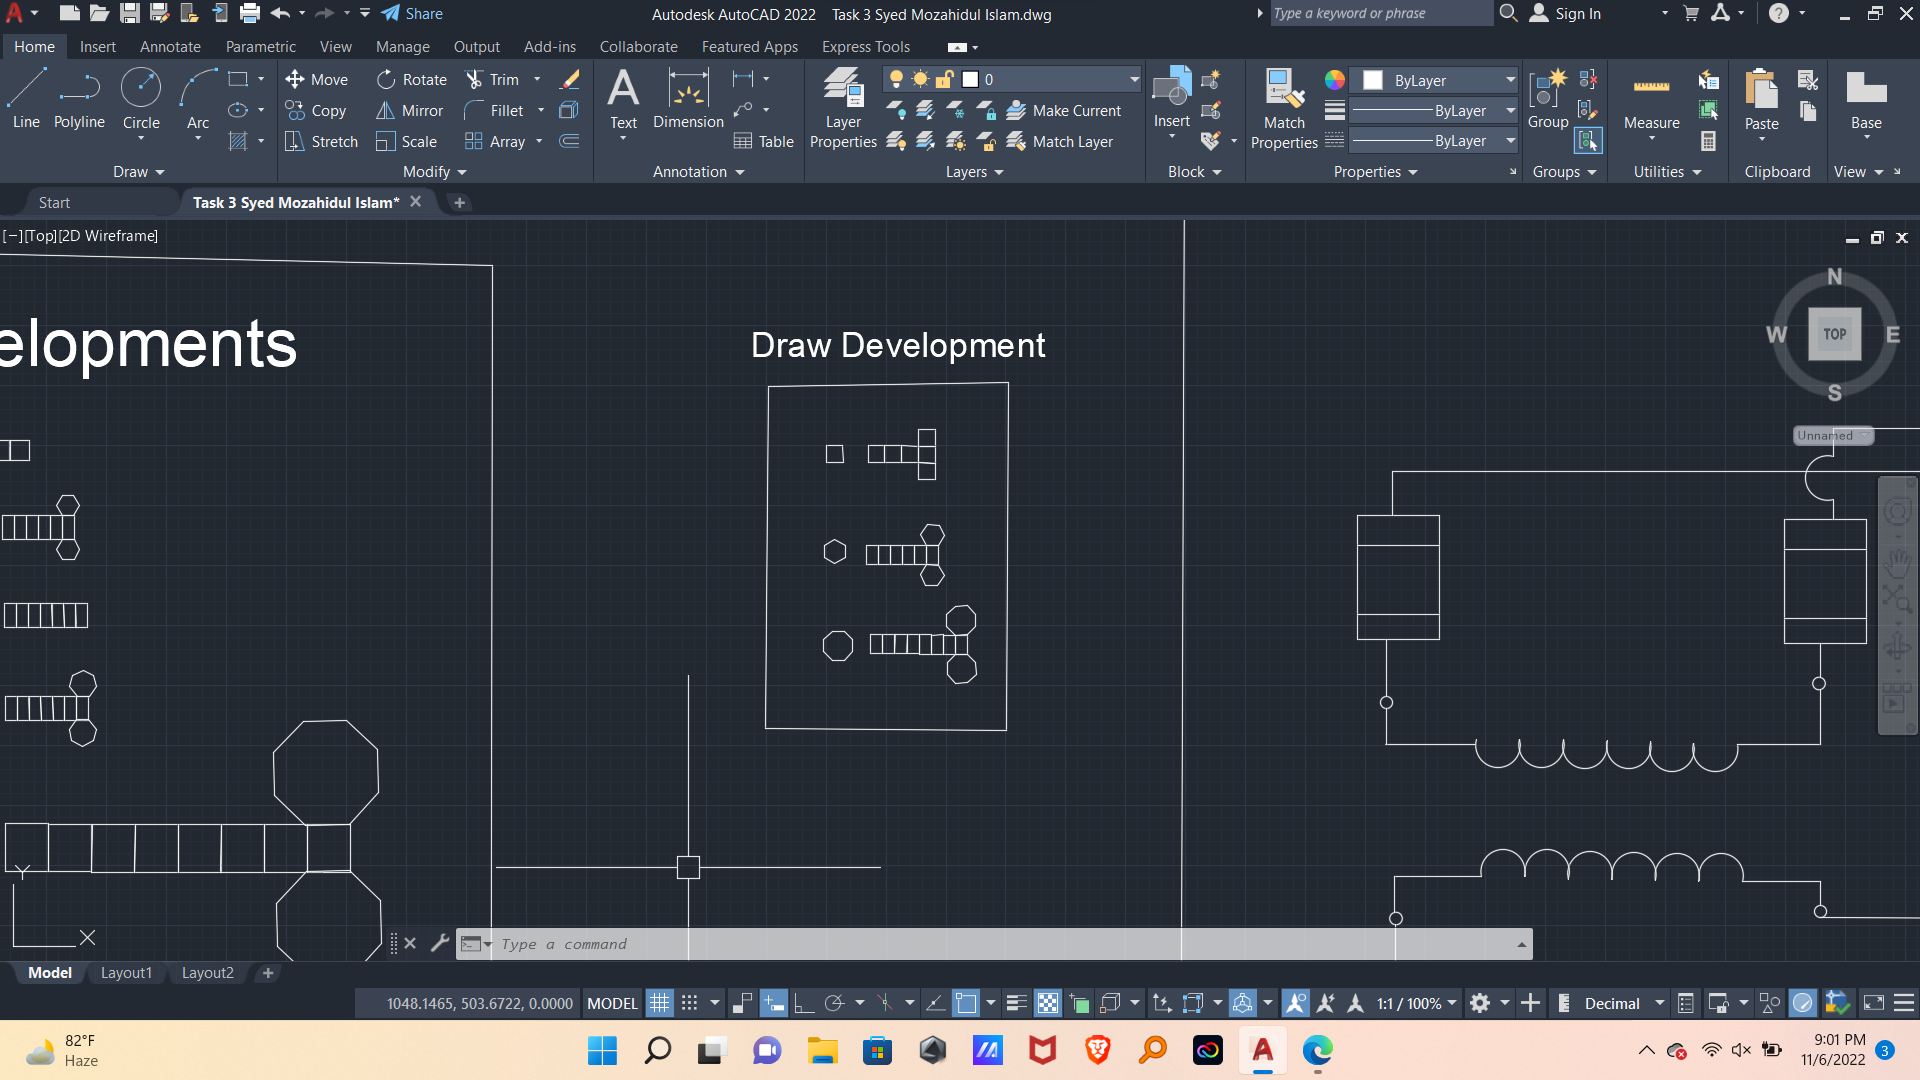 Share
Autodesk AutoCAD 2022 Task 3 Syed Mozahidul Islam.dwg
Type a keyword or phrase
Sign In
Home Insert Annotate Parametric View Manage Output Add-ins Collaborate Featured Apps Express Tools
Line Polyline Circle Arc
Move Rotate Trim
Copy Mirror Fillet
Stretch Scale Array
Text Dimension Table
Layer Properties
0
Make Current
Match Layer
Insert
Match Properties
ByLayer
ByLayer
ByLayer
Group
Measure
Paste
Base
Draw Modify Annotation Layers Block Properties Groups Utilities Clipboard View
Start Task 3 Syed Mozahidul Islam*
[−][Top][2D Wireframe]
N
W TOP E
S
Unnamed
elopments
Draw Development
Y
X
Type a command
Model Layout1 Layout2
1048.1465, 503.6722, 0.0000 MODEL 1:1 / 100% Decimal
82°F
Haze
9:01 PM
11/6/2022
3